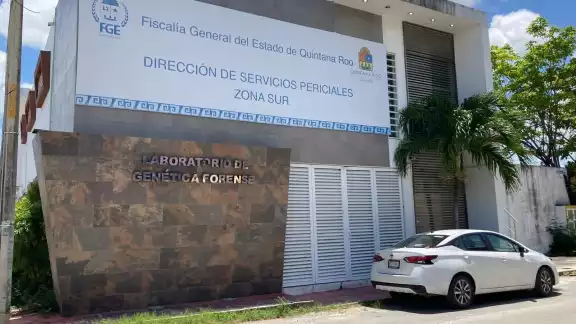 FGE
Fiscalía General del Estado de Quintana Roo
DIRECCIÓN DE SERVICIOS PERICIALES
ZONA SUR
LABORATORIO DE
GENÉTICA FORENSE